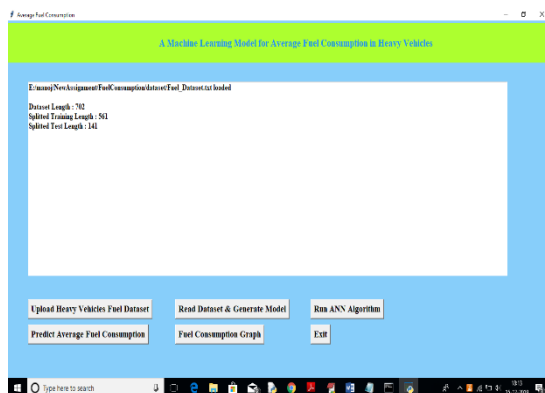 Average Fuel Consumption
A Machine Learning Model for Average Fuel Consumption in Heavy Vehicles
E:/manoj/NewAssignment/FuelConsumption/dataset/Fuel_Dataset.txt loaded
Dataset Length : 702
Splitted Training Length : 561
Splitted Test Length : 141
Upload Heavy Vehicles Fuel Dataset
Read Dataset & Generate Model
Run ANN Algorithm
Predict Average Fuel Consumption
Fuel Consumption Graph
Exit
Type here to search